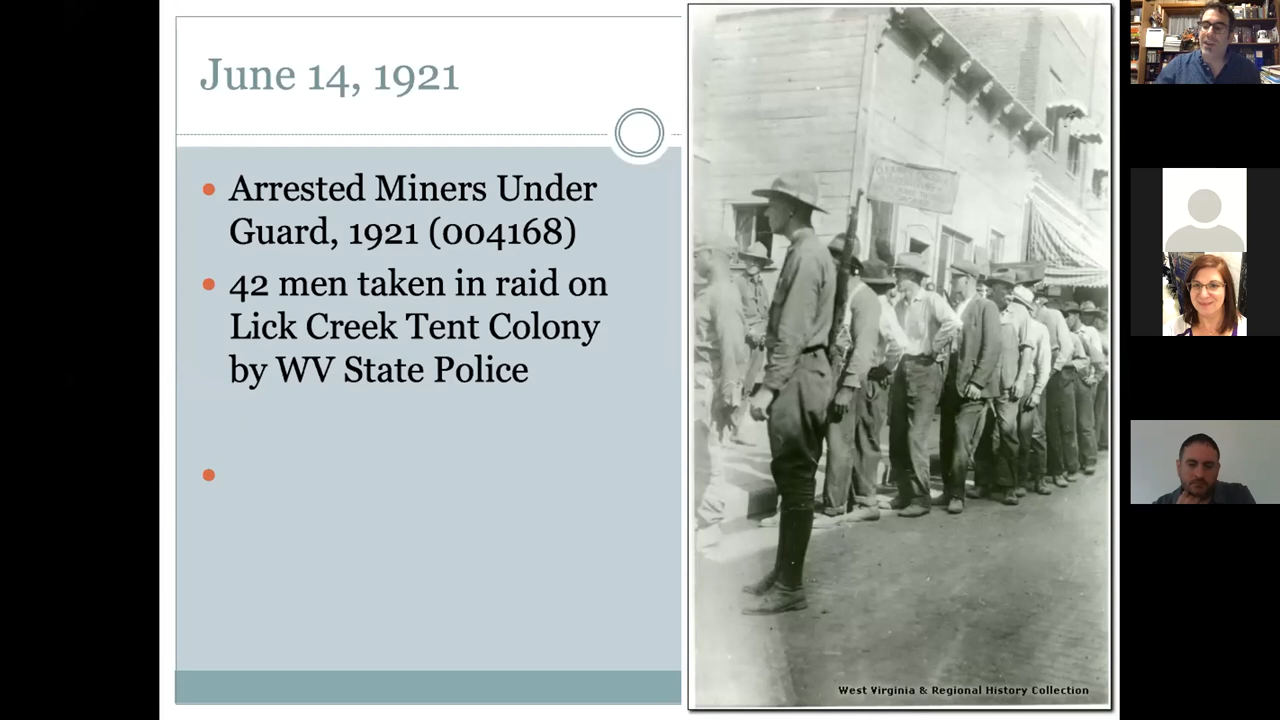 June 14, 1921
Arrested Miners Under
Guard, 1921 (004168)
42 men taken in raid on
Lick Creek Tent Colony
by WV State Police
West Virginia & Regional History Collection